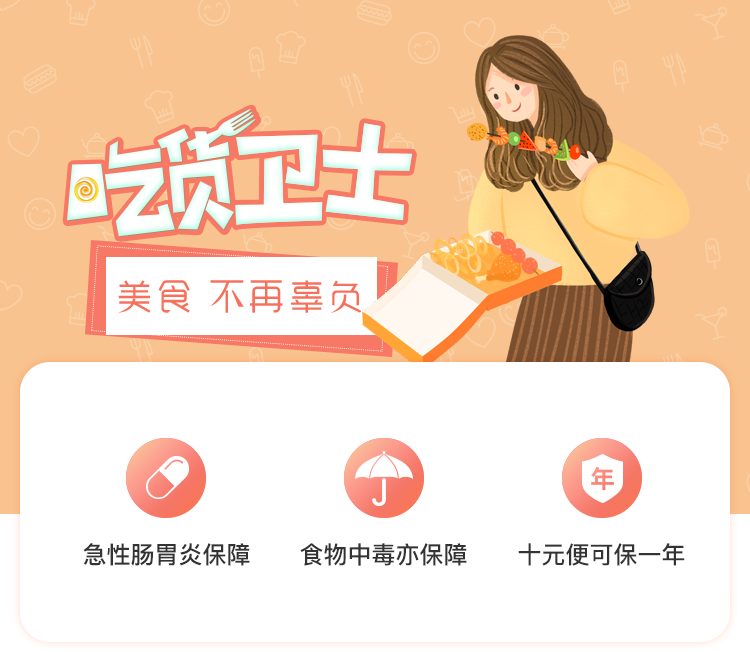 吃货卫士
美食 不再辜负
年
急性肠胃炎保障
食物中毒亦保障
十元便可保一年